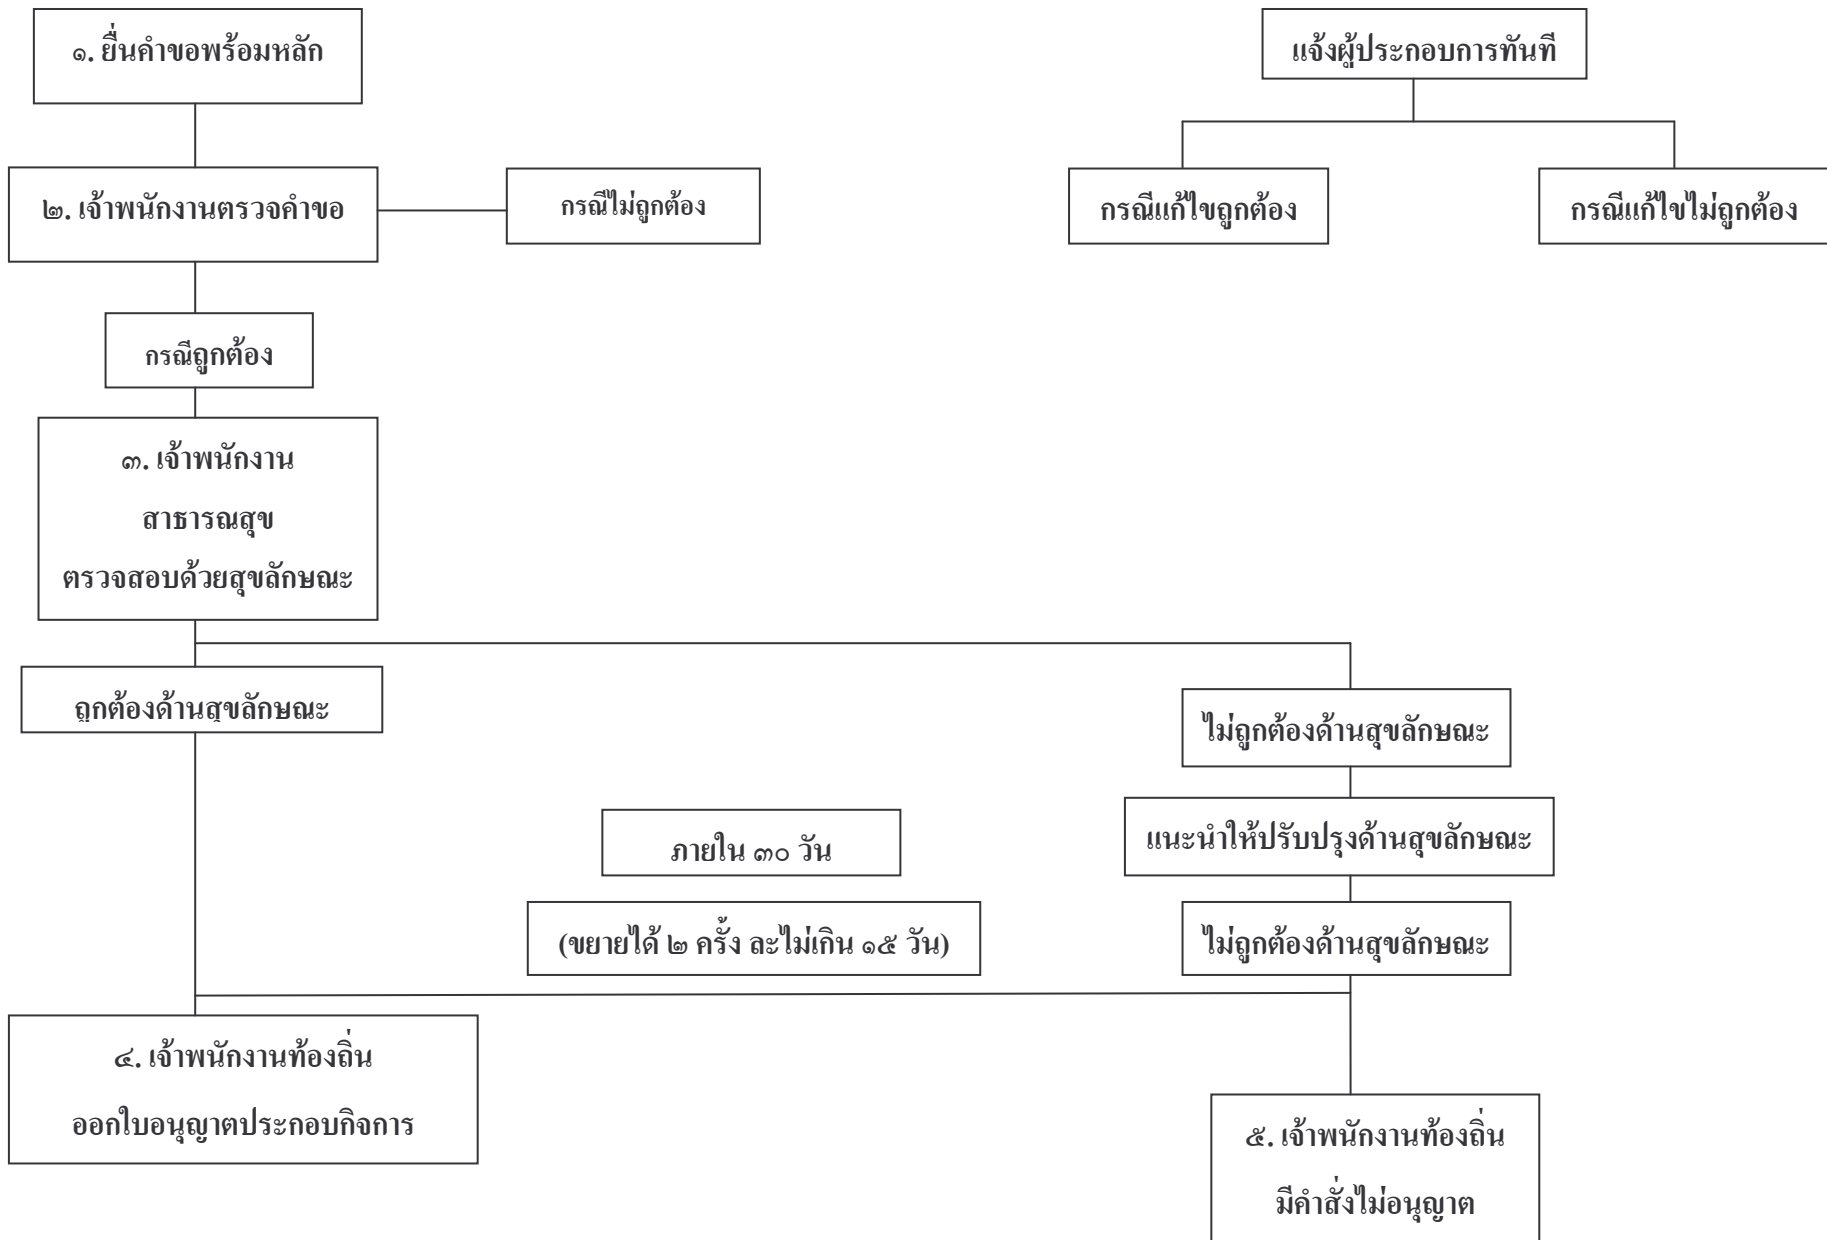 ๑. ยื่นคำขอพร้อมหลัก
แจ้งผู้ประกอบการทันที
๒. เจ้าพนักงานตรวจคำขอ
กรณีไม่ถูกต้อง
กรณีแก้ไขถูกต้อง
กรณีแก้ไขไม่ถูกต้อง
กรณีถูกต้อง
๓. เจ้าพนักงาน
สาธารณสุข
ตรวจสอบด้วยสุขลักษณะ
ถูกต้องด้านสุขลักษณะ
ไม่ถูกต้องด้านสุขลักษณะ
แนะนำให้ปรับปรุงด้านสุขลักษณะ
ภายใน ๓๐ วัน
(ขยายได้ ๒ ครั้ง ละไม่เกิน ๑๕ วัน)
ไม่ถูกต้องด้านสุขลักษณะ
๔. เจ้าพนักงานท้องถิ่น
ออกใบอนุญาตประกอบกิจการ
๕. เจ้าพนักงานท้องถิ่น
มีคำสั่งไม่อนุญาต